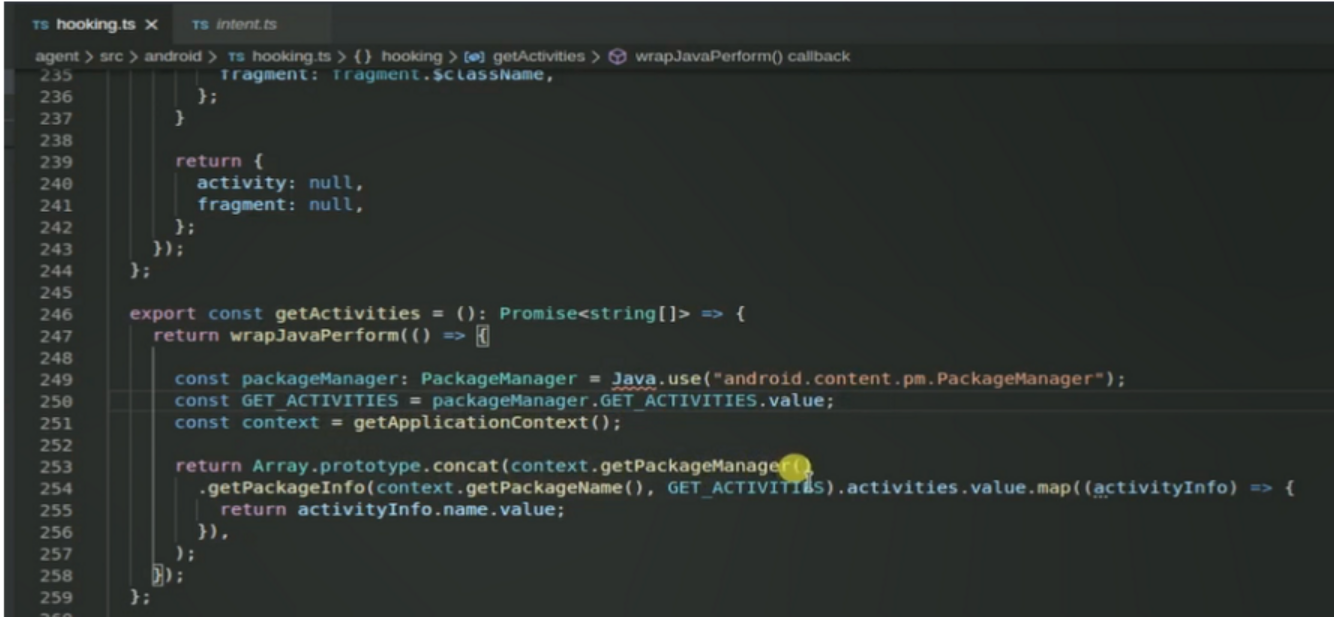 TS hooking.ts × TS intent.ts
agent > src > android > TS hooking.ts > {} hooking > getActivities > wrapJavaPerform() callback
235 fragment: fragment.$className,
236 };
237 }
238
239 return {
240 activity: null,
241 fragment: null,
242 };
243 });
244 };
245
246 export const getActivities = (): Promise<string[]> => {
247 return wrapJavaPerform(() => {
248
249 const packageManager: PackageManager = Java.use("android.content.pm.PackageManager");
250 const GET_ACTIVITIES = packageManager.GET_ACTIVITIES.value;
251 const context = getApplicationContext();
252
253 return Array.prototype.concat(context.getPackageManager()
254 .getPackageInfo(context.getPackageName(), GET_ACTIVITIES).activities.value.map((activityInfo) => {
255 return activityInfo.name.value;
256 }),
257 );
258 });
259 };